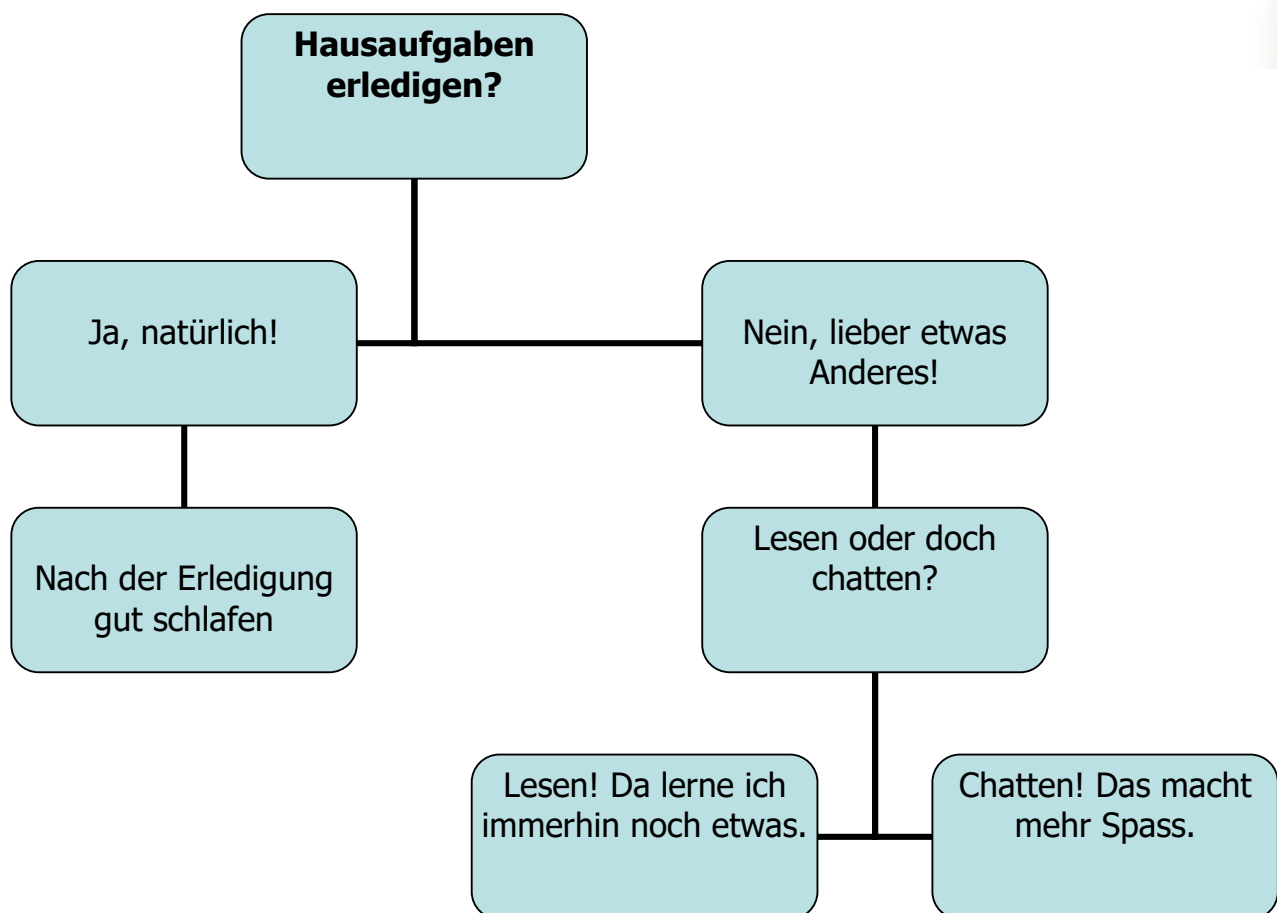 Hausaufgaben
erledigen?
Ja, natürlich!
Nein, lieber etwas
Anderes!
Nach der Erledigung
gut schlafen
Lesen oder doch
chatten?
Lesen! Da lerne ich
immerhin noch etwas.
Chatten! Das macht
mehr Spass.